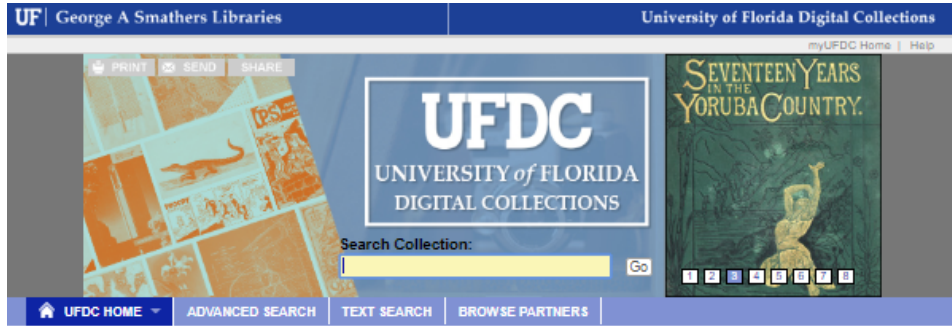 UF George A Smathers Libraries
University of Florida Digital Collections
myUFDC Home | Help
PRINT SEND SHARE
SEVENTEEN YEARS
IN THE
YORUBA COUNTRY.
UFDC
UNIVERSITY of FLORIDA
DIGITAL COLLECTIONS
Search Collection:
Go
1 2 3 4 5 6 7 8
UFDC HOME ADVANCED SEARCH TEXT SEARCH BROWSE PARTNERS